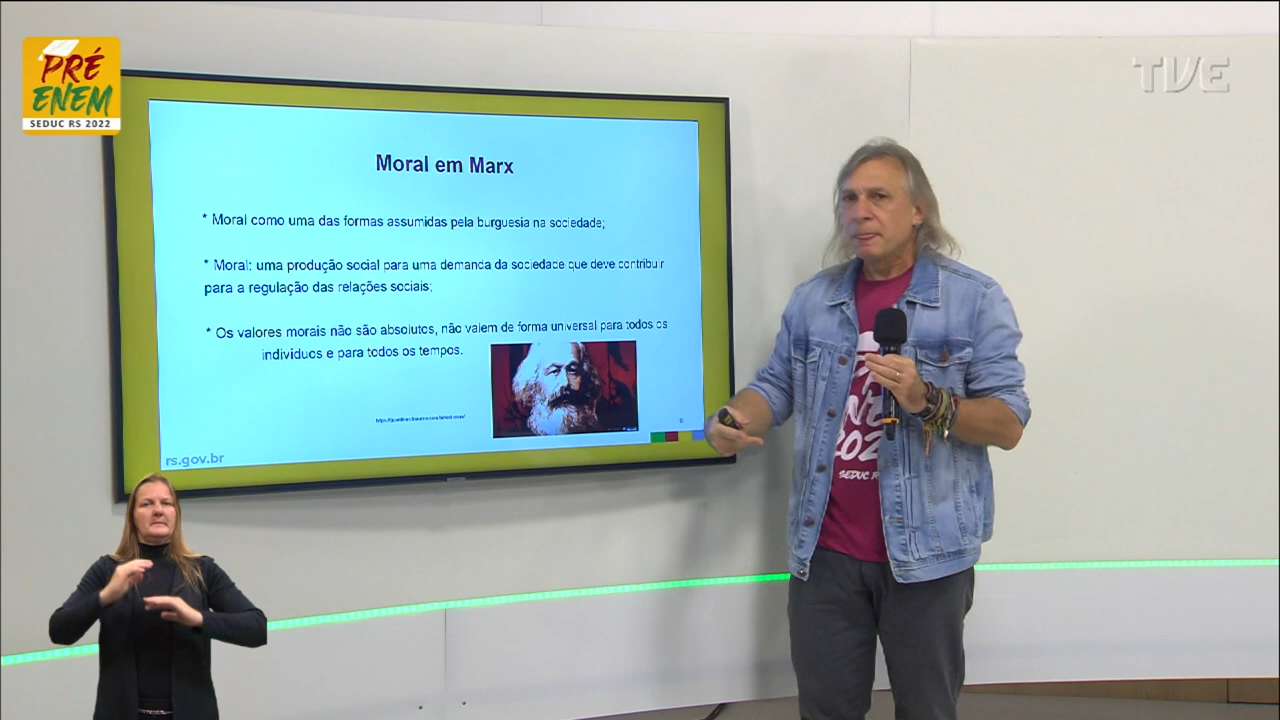 PRÉ
ENEM
SEDUC RS 2022
TVE
Moral em Marx
* Moral como uma das formas assumidas pela burguesia na sociedade;
* Moral: uma produção social para uma demanda da sociedade que deve contribuir
para a regulação das relações sociais;
* Os valores morais não são absolutos, não valem de forma universal para todos os
individuos e para todos os tempos.
rs.gov.br
2022
SEDUC